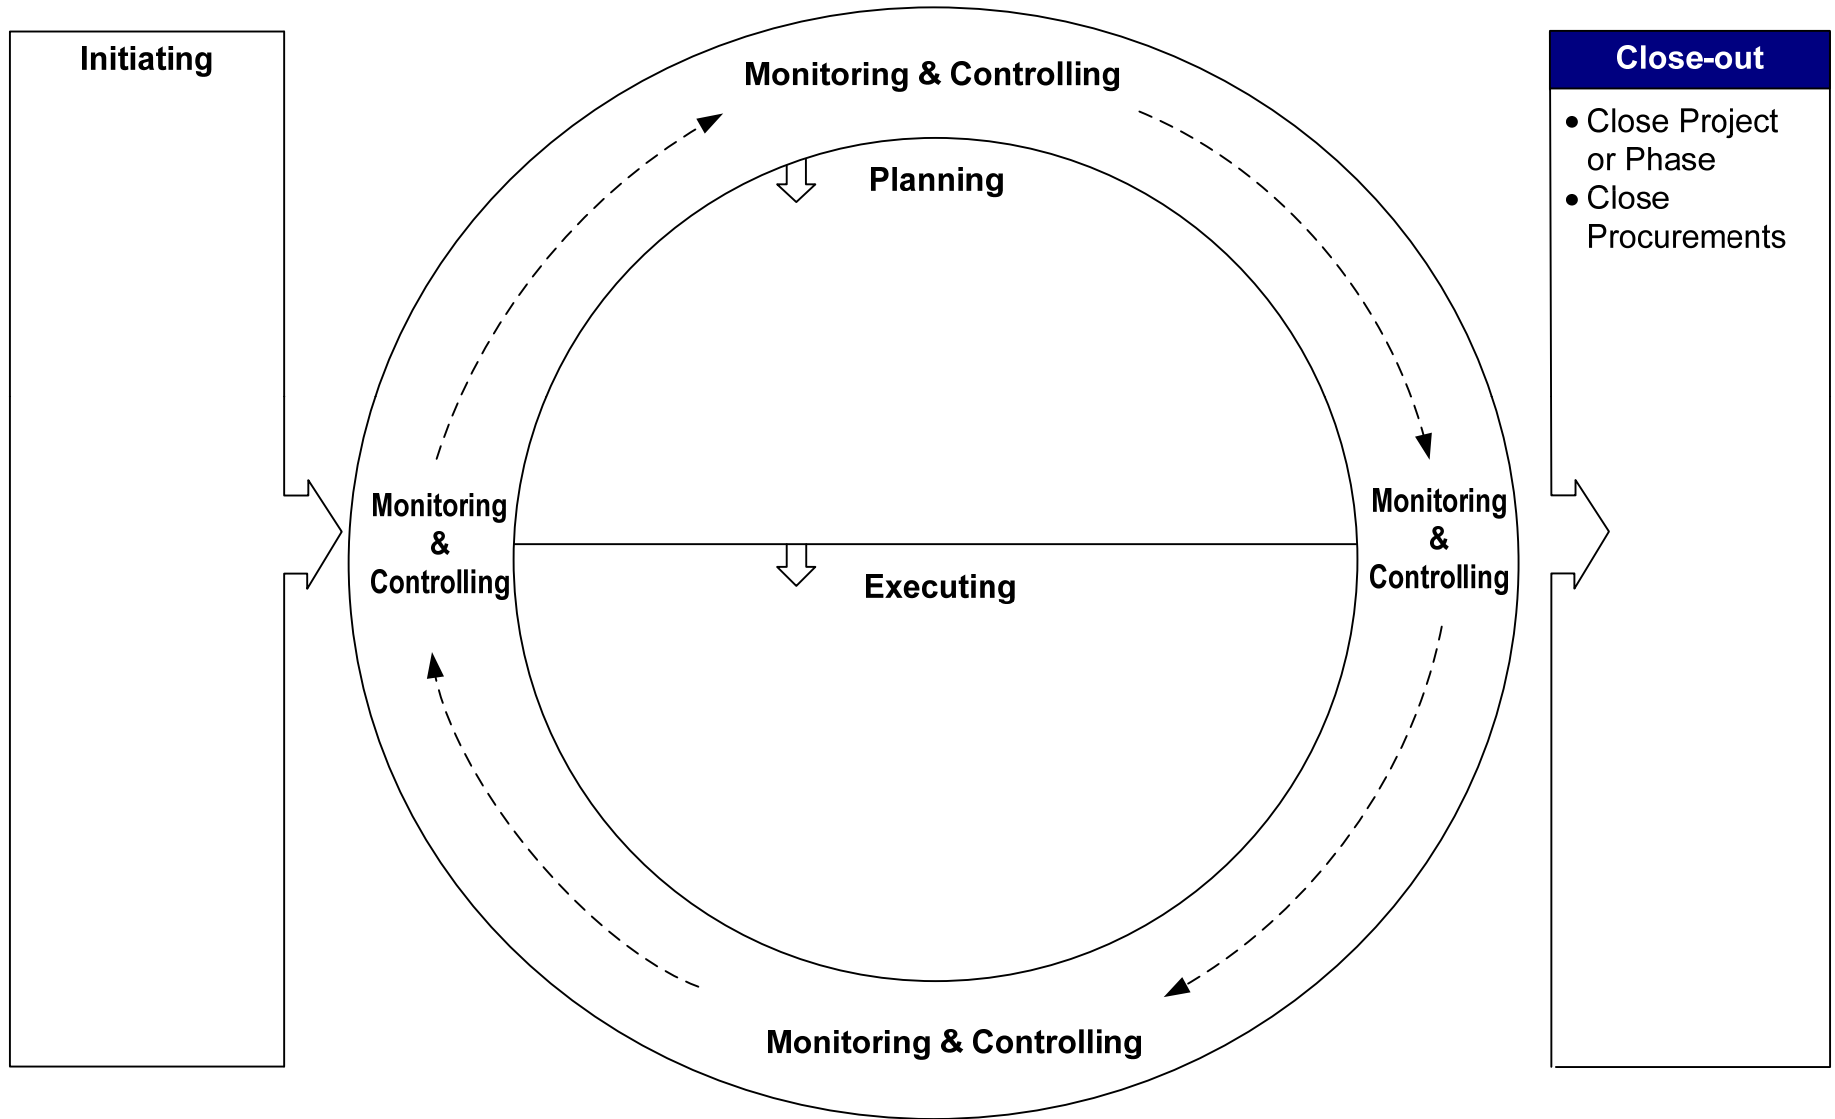 Initiating
Monitoring & Controlling
Planning
Monitoring
&
Controlling
Executing
Monitoring
&
Controlling
Monitoring & Controlling
Close-out
• Close Project
or Phase
• Close
Procurements